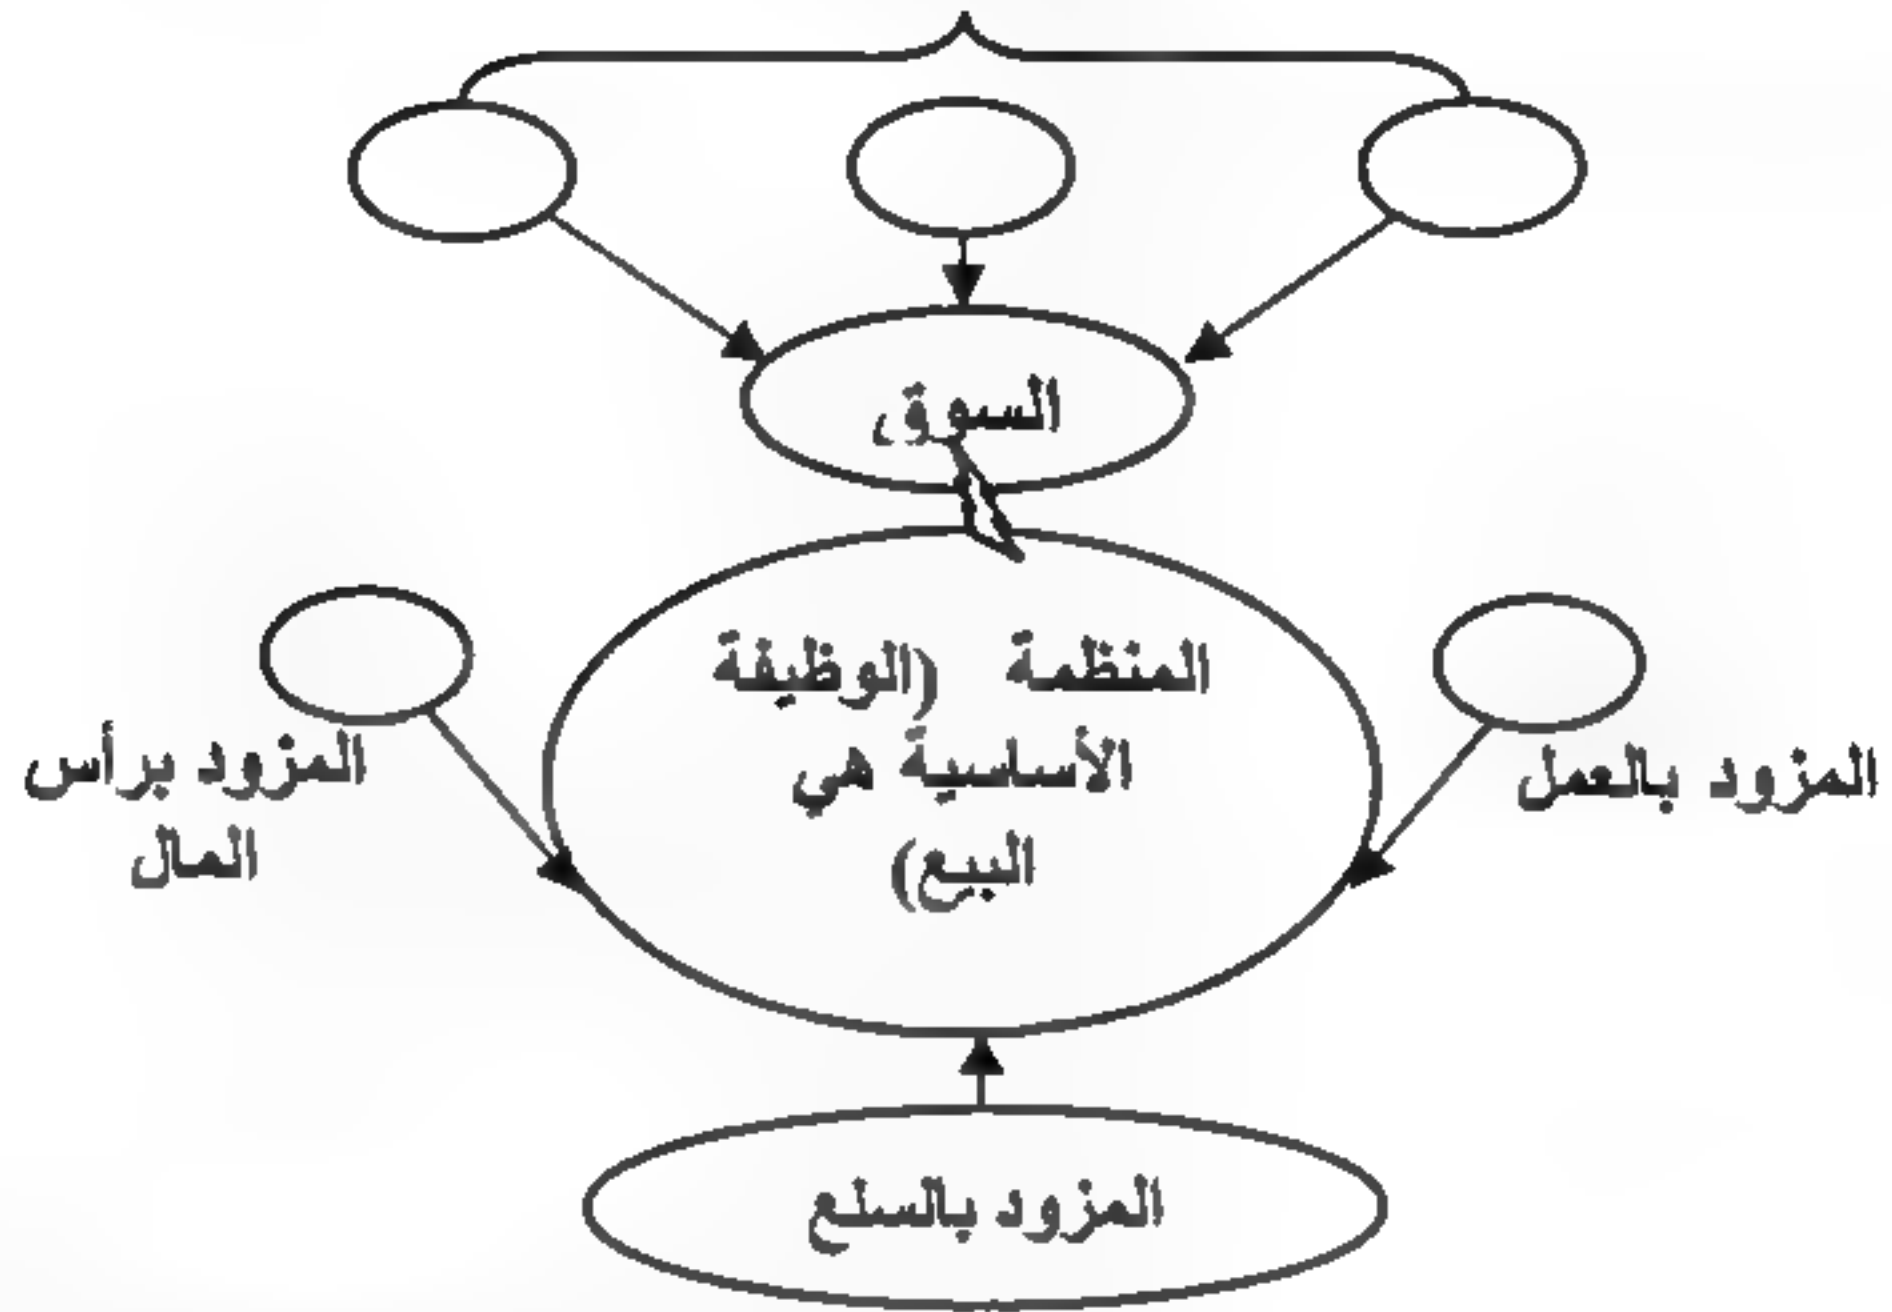 السوق
المنظمة (الوظيفة
الأساسية هي
البيع)
المزود بالعمل
المزود برأس
المال
المزود بالسلع